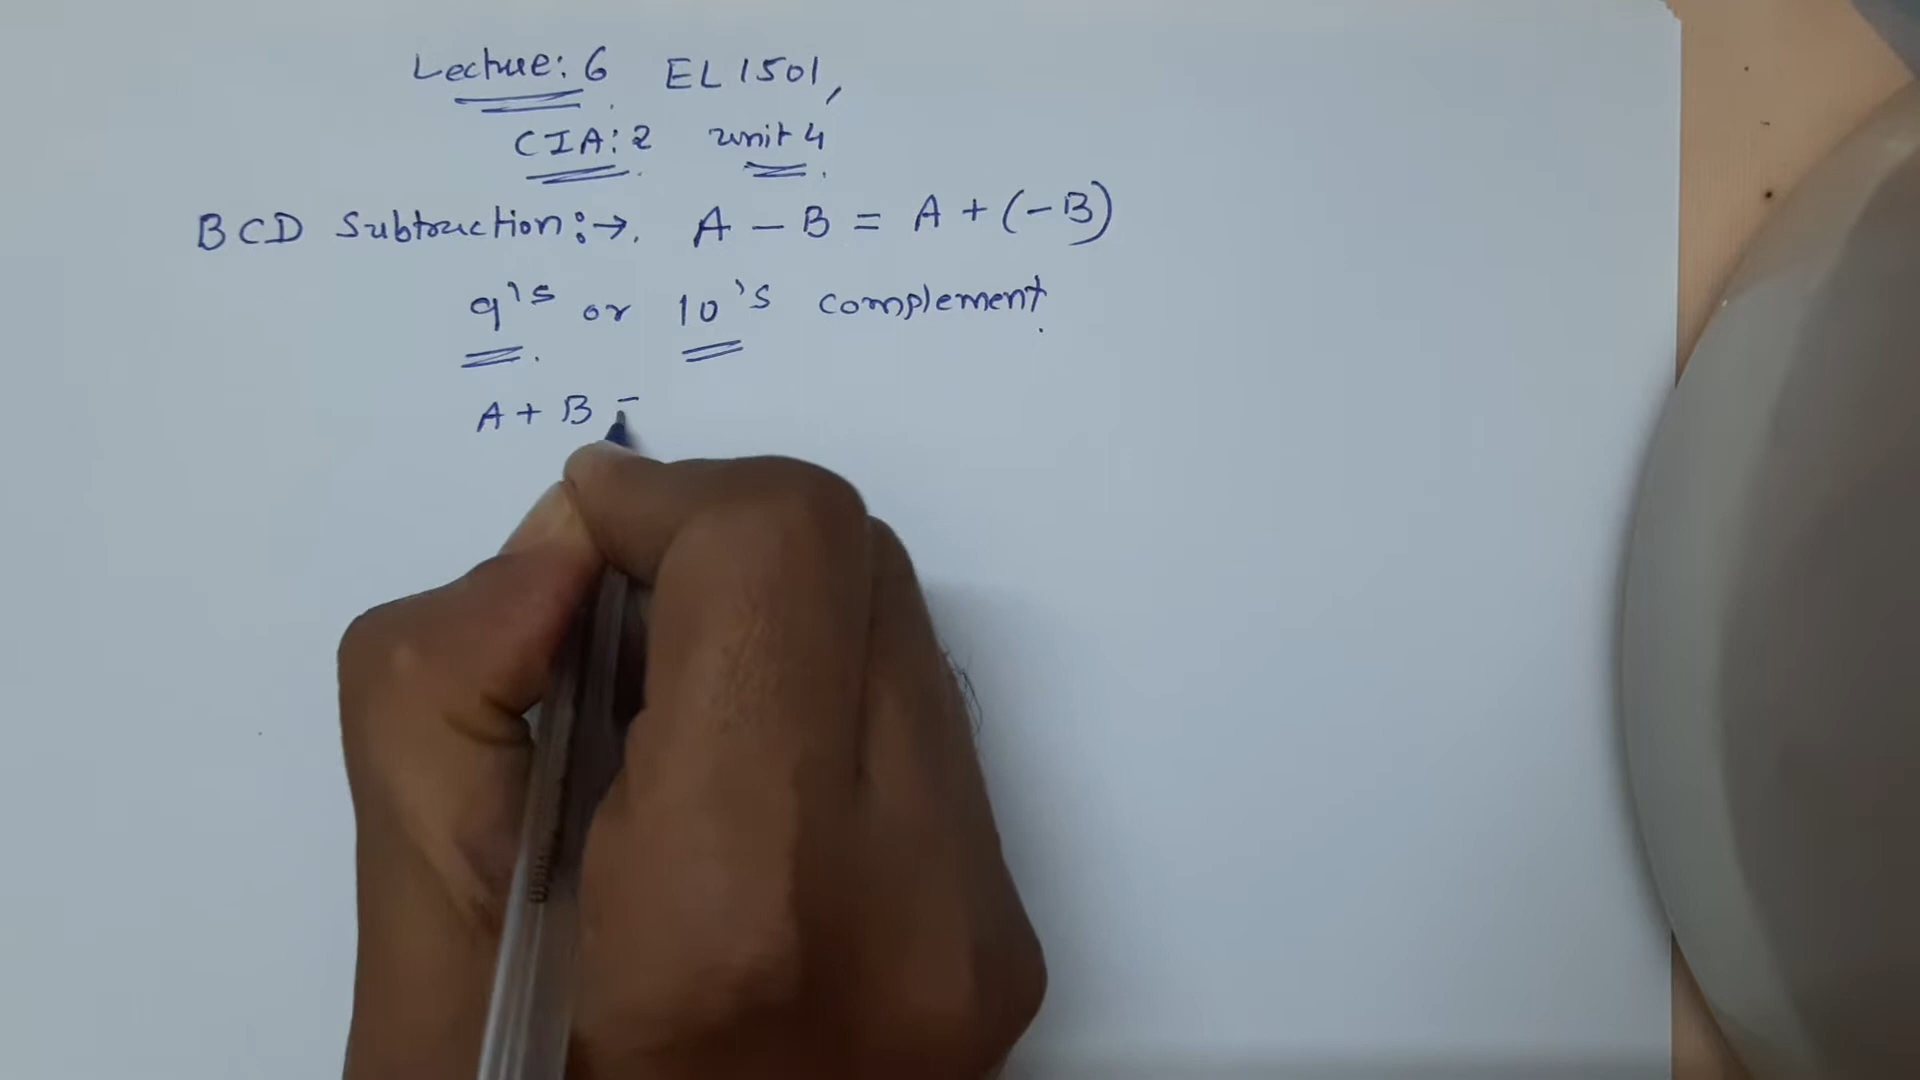 Lecture: 6 EL1501,
CIA: 2 unit 4
BCD Subtraction :→. A - B = A + (-B)
9's or 10's complement.
A + B =